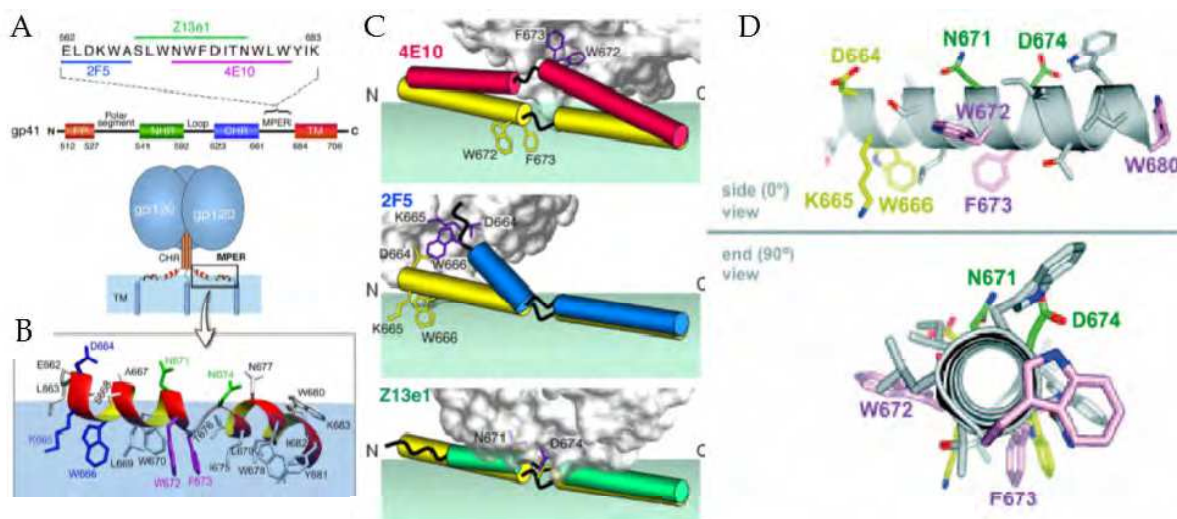 A
Z13e1
562 683
ELDKWASLWNWFDITNWLWYIK
2F5 4E10
Polar segment Loop MPER
gp41 N FP NHR CHR TM C
512 527 541 592 623 661 684 706
gp120 gp120
CHR MPER
TM
B
D664
N671
E662 A667 N674 N677
L663 S668 W680
K683
K665 T676 I682
L679
W666 L669 W670 I675 W678 Y681
W672 F673
C
4E10
F673
W672
N C
W672 F673
2F5
K665 D664
D664 W666
N C
K665
W666
Z13e1
N671 D674
N C
D
N671 D674
D664
W672
W680
side (0°)
view
K665 W666 F673
end (90°)
view
N671
D674
W672
F673